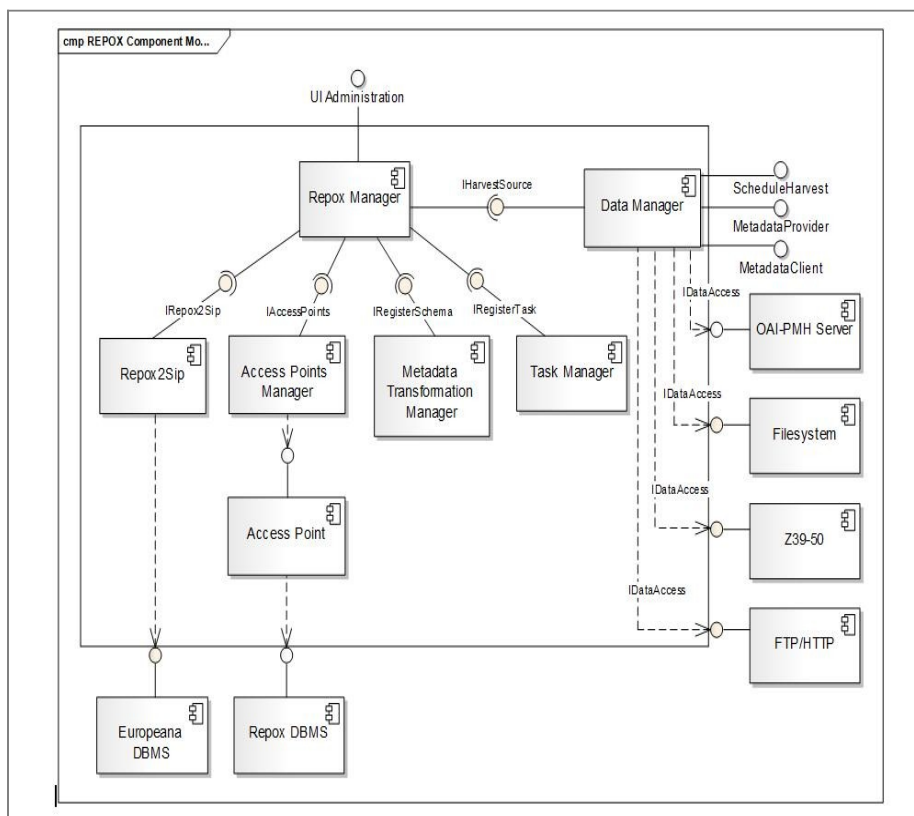 cmp REPOX Component Mo...
UI Administration
IHarvestSource
Repox Manager
Data Manager
ScheduleHarvest
MetadataProvider
MetadataClient
IRepox2Sip
IAccessPoints
IRegisterSchema
IRegisterTask
IDataAccess
OAI-PMH Server
Repox2Sip
Access Points
Manager
Metadata
Transformation
Manager
Task Manager
IDataAccess
Filesystem
IDataAccess
Access Point
Z39-50
IDataAccess
FTP/HTTP
Europeana
DBMS
Repox DBMS